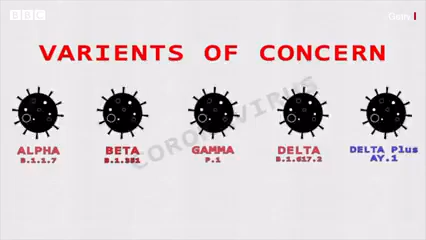 BBC
VARIENTS OF CONCERN
CORONAVIRUS
ALPHA
B.1.1.7
BETA
B.1.351
GAMMA
P.1
DELTA
B.1.617.2
DELTA Plus
AY.1